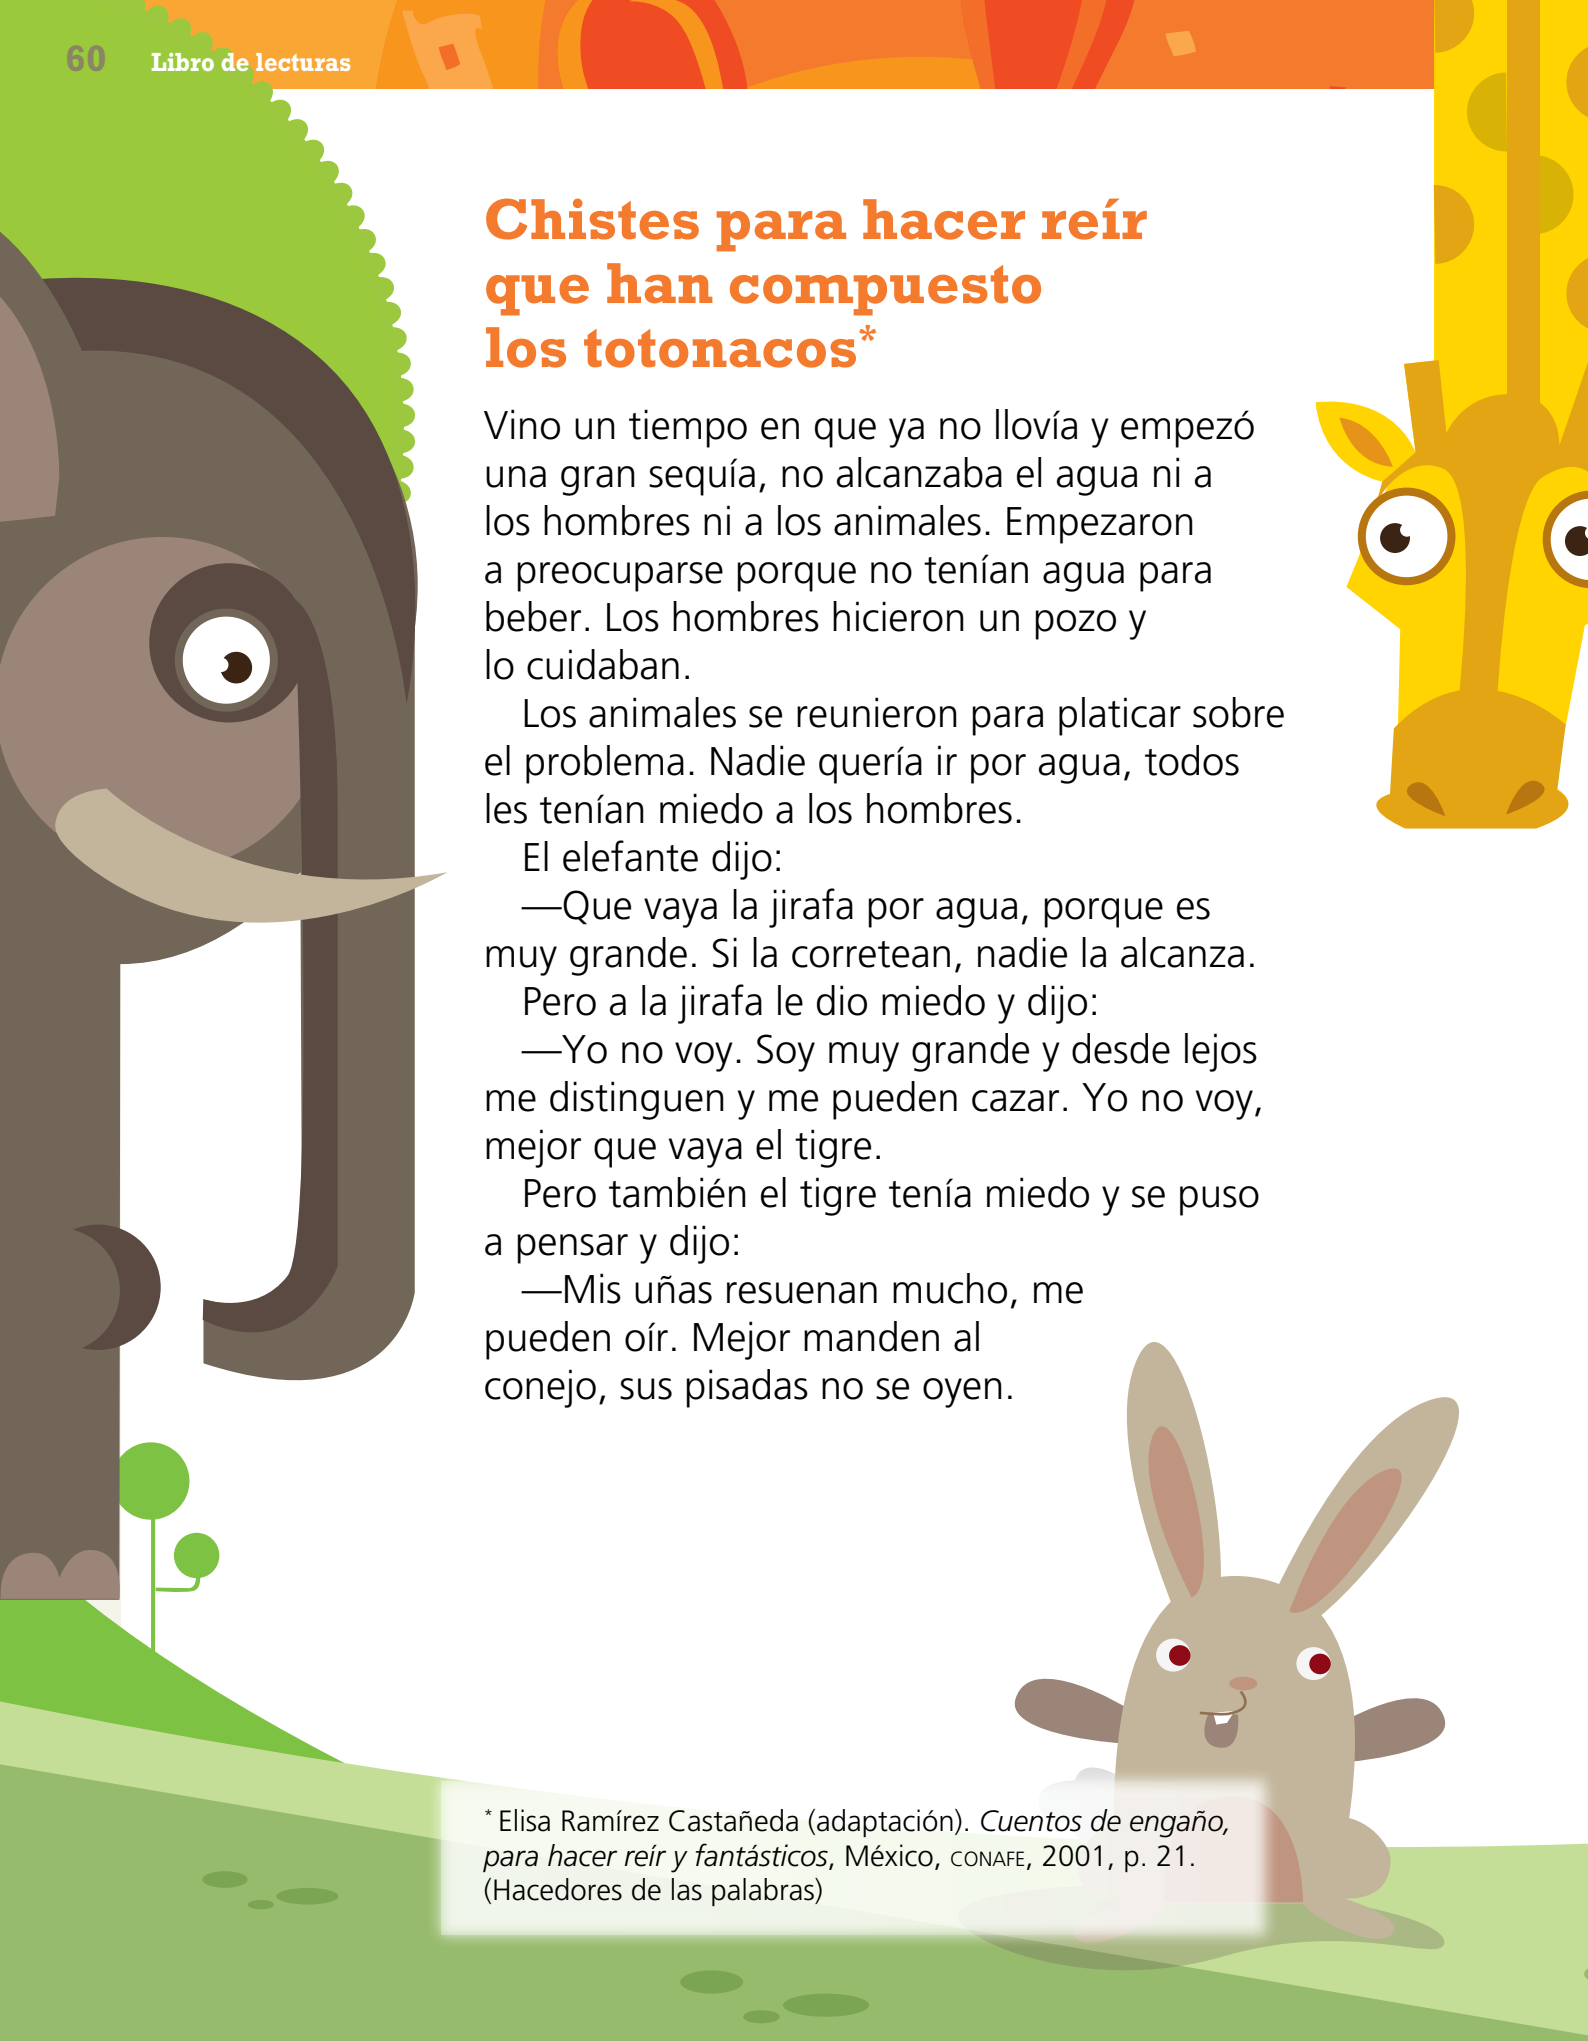 60 Libro de lecturas
Chistes para hacer reír
que han compuesto
los totonacos*
Vino un tiempo en que ya no llovía y empezó
una gran sequía, no alcanzaba el agua ni a
los hombres ni a los animales. Empezaron
a preocuparse porque no tenían agua para
beber. Los hombres hicieron un pozo y
lo cuidaban.
Los animales se reunieron para platicar sobre
el problema. Nadie quería ir por agua, todos
les tenían miedo a los hombres.
El elefante dijo:
—Que vaya la jirafa por agua, porque es
muy grande. Si la corretean, nadie la alcanza.
Pero a la jirafa le dio miedo y dijo:
—Yo no voy. Soy muy grande y desde lejos
me distinguen y me pueden cazar. Yo no voy,
mejor que vaya el tigre.
Pero también el tigre tenía miedo y se puso
a pensar y dijo:
—Mis uñas resuenan mucho, me
pueden oír. Mejor manden al
conejo, sus pisadas no se oyen.
* Elisa Ramírez Castañeda (adaptación). Cuentos de engaño,
para hacer reír y fantásticos, México, CONAFE, 2001, p. 21.
(Hacedores de las palabras)